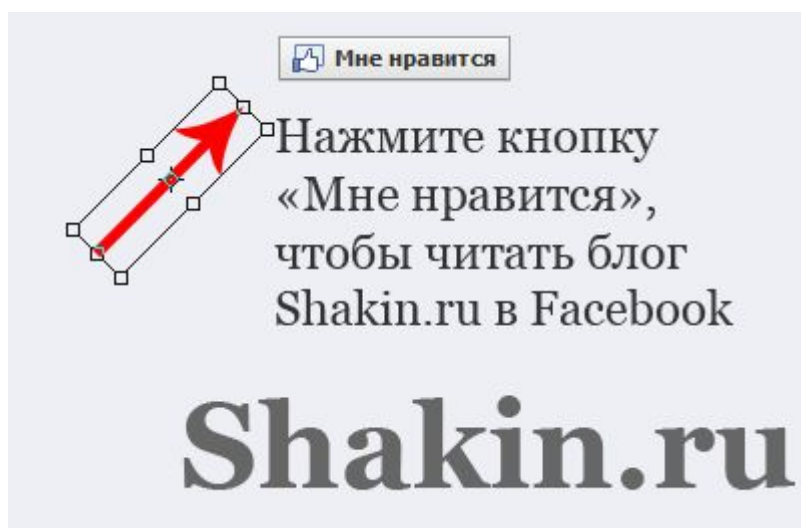 Мне нравится
Нажмите кнопку
«Мне нравится»,
чтобы читать блог
Shakin.ru в Facebook
Shakin.ru